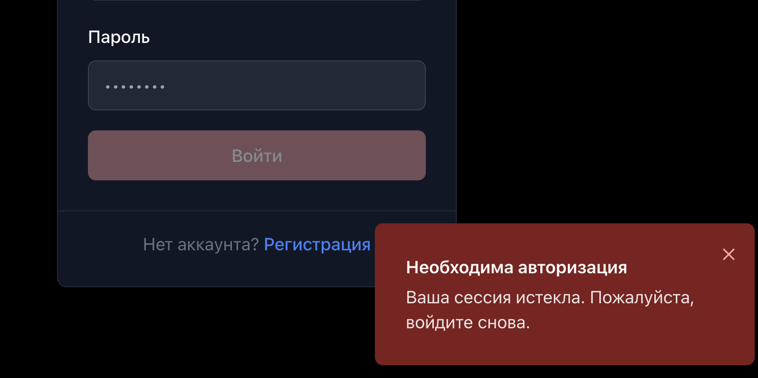 Пароль
Войти
Нет аккаунта? Регистрация
Необходима авторизация
Ваша сессия истекла. Пожалуйста,
войдите снова.